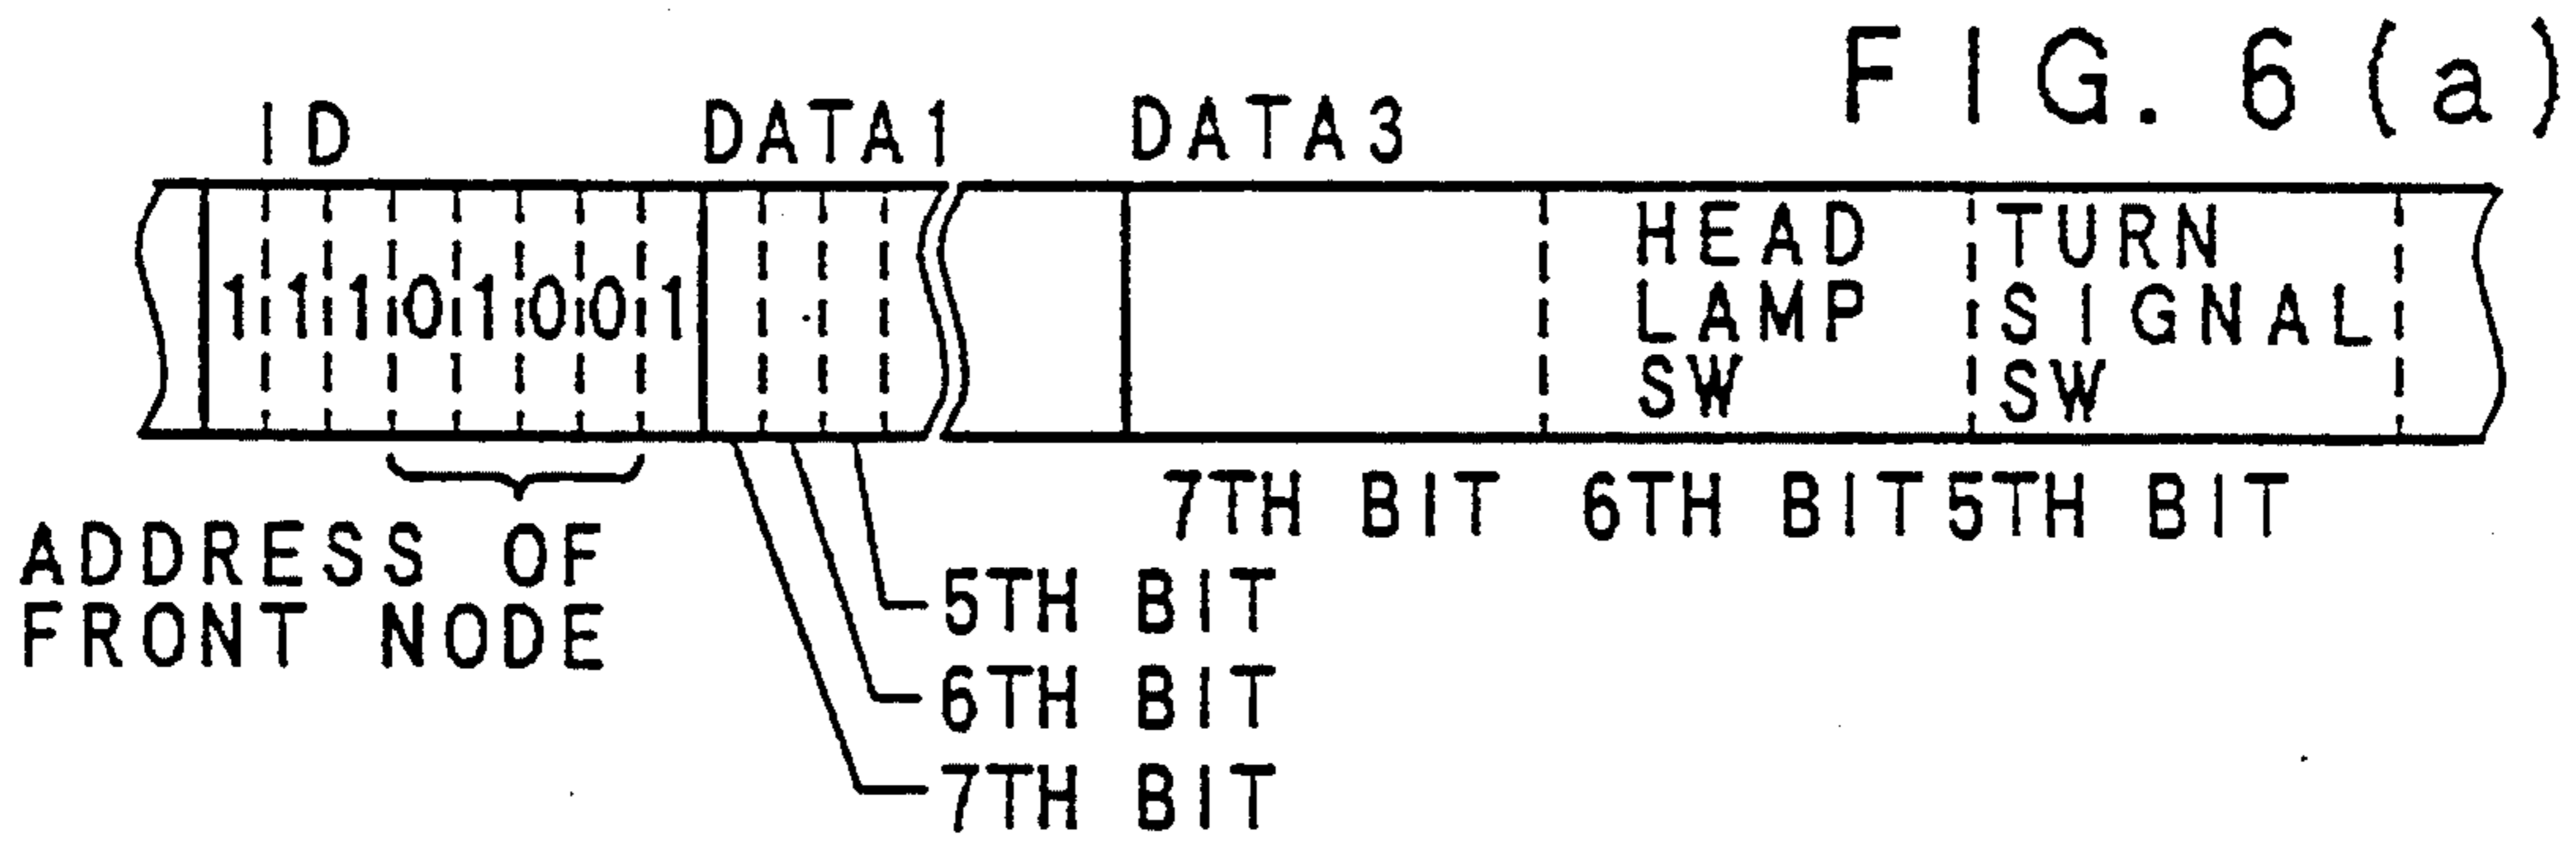 FIG. 6 (a)
ID DATA1 DATA3
1 1 1 0 1 0 0 1
HEAD
LAMP
SW
TURN
SIGNAL
SW
7TH BIT 6TH BIT 5TH BIT
ADDRESS OF
FRONT NODE
5TH BIT
6TH BIT
7TH BIT